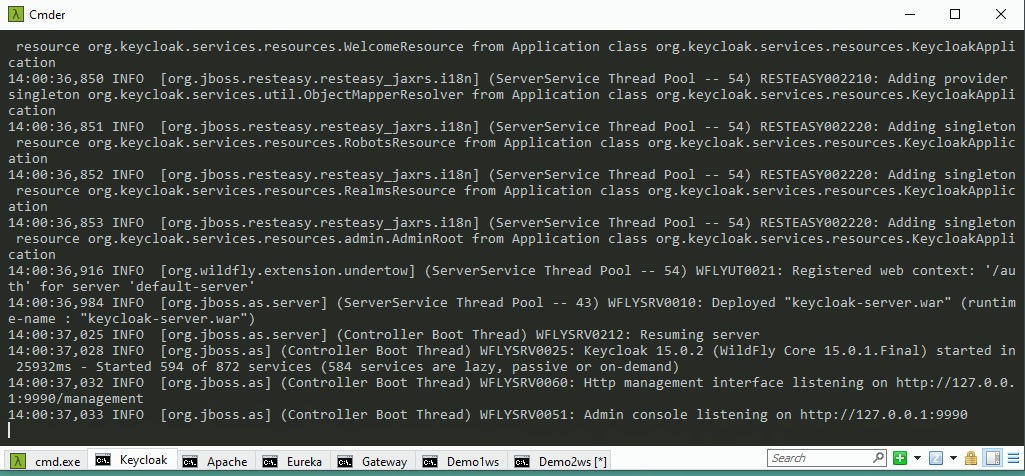 Cmder
resource org.keycloak.services.resources.WelcomeResource from Application class org.keycloak.services.resources.KeycloakAppli
cation
14:00:36,850 INFO  [org.jboss.resteasy.resteasy_jaxrs.i18n] (ServerService Thread Pool -- 54) RESTEASY002210: Adding provider
singleton org.keycloak.services.util.ObjectMapperResolver from Application class org.keycloak.services.resources.KeycloakAppli
cation
14:00:36,851 INFO  [org.jboss.resteasy.resteasy_jaxrs.i18n] (ServerService Thread Pool -- 54) RESTEASY002220: Adding singleton
resource org.keycloak.services.resources.RobotsResource from Application class org.keycloak.services.resources.KeycloakApplic
ation
14:00:36,852 INFO  [org.jboss.resteasy.resteasy_jaxrs.i18n] (ServerService Thread Pool -- 54) RESTEASY002220: Adding singleton
resource org.keycloak.services.resources.RealmsResource from Application class org.keycloak.services.resources.KeycloakApplic
ation
14:00:36,853 INFO  [org.jboss.resteasy.resteasy_jaxrs.i18n] (ServerService Thread Pool -- 54) RESTEASY002220: Adding singleton
resource org.keycloak.services.resources.admin.AdminRoot from Application class org.keycloak.services.resources.KeycloakAppli
cation
14:00:36,916 INFO  [org.wildfly.extension.undertow] (ServerService Thread Pool -- 54) WFLYUT0021: Registered web context: '/au
th' for server 'default-server'
14:00:36,984 INFO  [org.jboss.as.server] (ServerService Thread Pool -- 43) WFLYSRV0010: Deployed "keycloak-server.war" (runtim
e-name : "keycloak-server.war")
14:00:37,025 INFO  [org.jboss.as.server] (Controller Boot Thread) WFLYSRV0212: Resuming server
14:00:37,028 INFO  [org.jboss.as] (Controller Boot Thread) WFLYSRV0025: Keycloak 15.0.2 (WildFly Core 15.0.1.Final) started in
25932ms - Started 594 of 872 services (584 services are lazy, passive or on-demand)
14:00:37,032 INFO  [org.jboss.as] (Controller Boot Thread) WFLYSRV0060: Http management interface listening on http://127.0.0.
1:9990/management
14:00:37,033 INFO  [org.jboss.as] (Controller Boot Thread) WFLYSRV0051: Admin console listening on http://127.0.0.1:9990
cmd.exe Keycloak Apache Eureka Gateway Demo1ws Demo2ws [*] Search